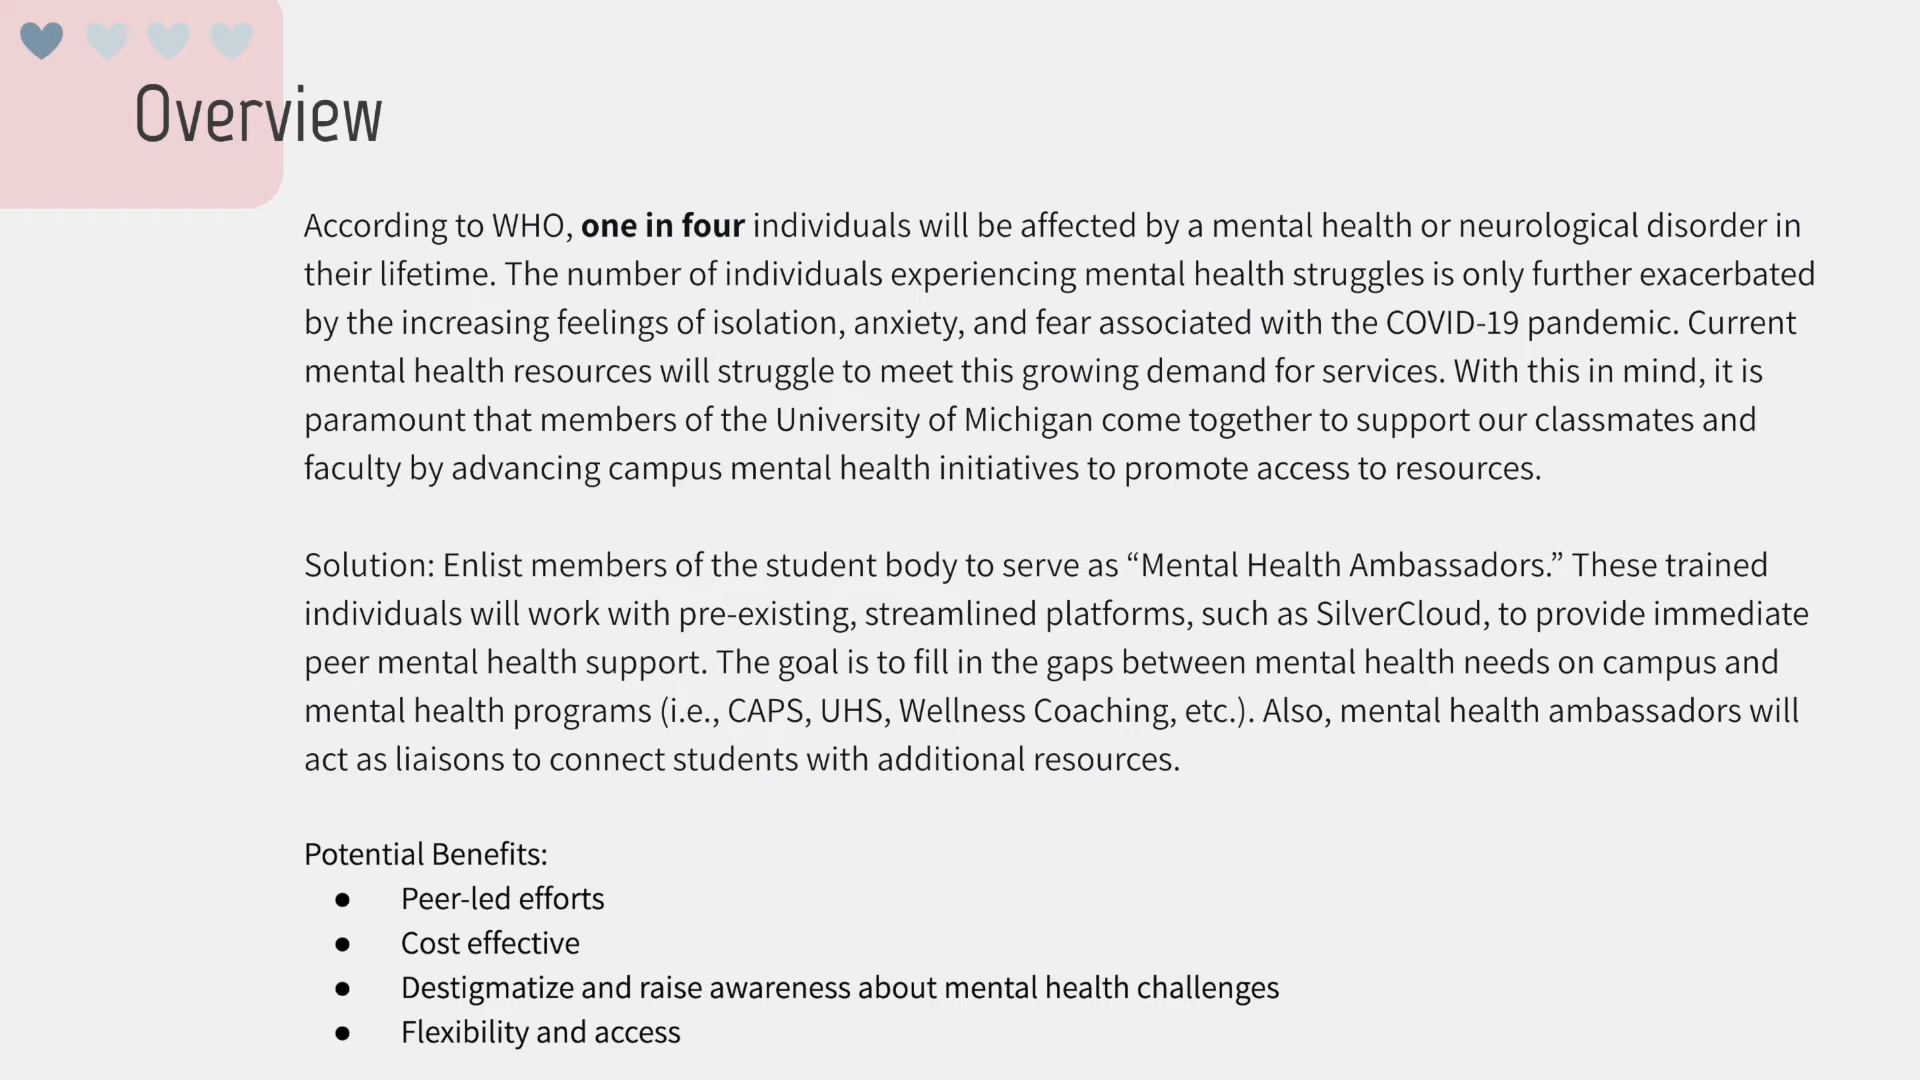 Overview
According to WHO, one in four individuals will be affected by a mental health or neurological disorder in
their lifetime. The number of individuals experiencing mental health struggles is only further exacerbated
by the increasing feelings of isolation, anxiety, and fear associated with the COVID-19 pandemic. Current
mental health resources will struggle to meet this growing demand for services. With this in mind, it is
paramount that members of the University of Michigan come together to support our classmates and
faculty by advancing campus mental health initiatives to promote access to resources.
Solution: Enlist members of the student body to serve as “Mental Health Ambassadors.” These trained
individuals will work with pre-existing, streamlined platforms, such as SilverCloud, to provide immediate
peer mental health support. The goal is to fill in the gaps between mental health needs on campus and
mental health programs (i.e., CAPS, UHS, Wellness Coaching, etc.). Also, mental health ambassadors will
act as liaisons to connect students with additional resources.
Potential Benefits:
● Peer-led efforts
● Cost effective
● Destigmatize and raise awareness about mental health challenges
● Flexibility and access